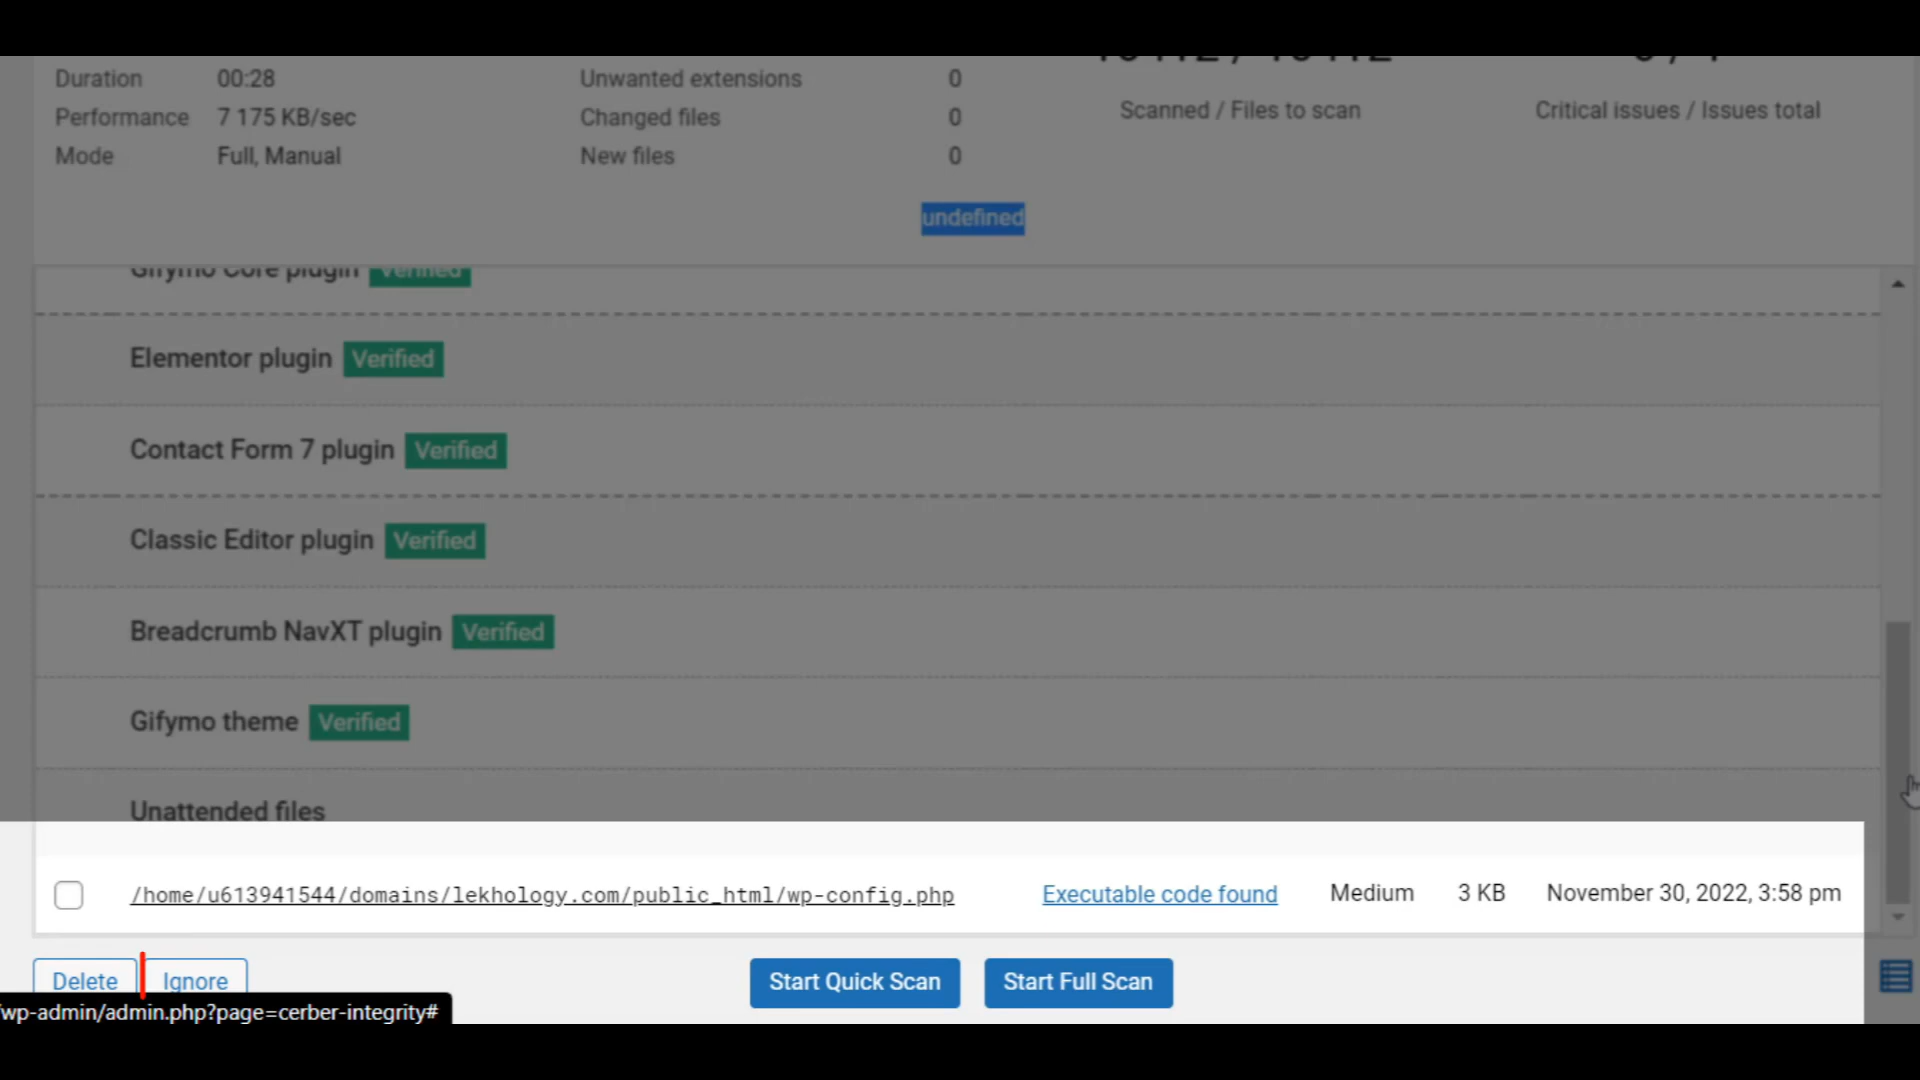 Duration 00:28 Unwanted extensions 0
Performance 7 175 KB/sec Changed files 0 Scanned / Files to scan Critical issues / Issues total
Mode Full, Manual New files 0
undefined
Gifymo Core plugin Verified
Elementor plugin Verified
Contact Form 7 plugin Verified
Classic Editor plugin Verified
Breadcrumb NavXT plugin Verified
Gifymo theme Verified
Unattended files
/home/u613941544/domains/lekhology.com/public_html/wp-config.php Executable code found Medium 3 KB November 30, 2022, 3:58 pm
Delete Ignore Start Quick Scan Start Full Scan
/wp-admin/admin.php?page=cerber-integrity#